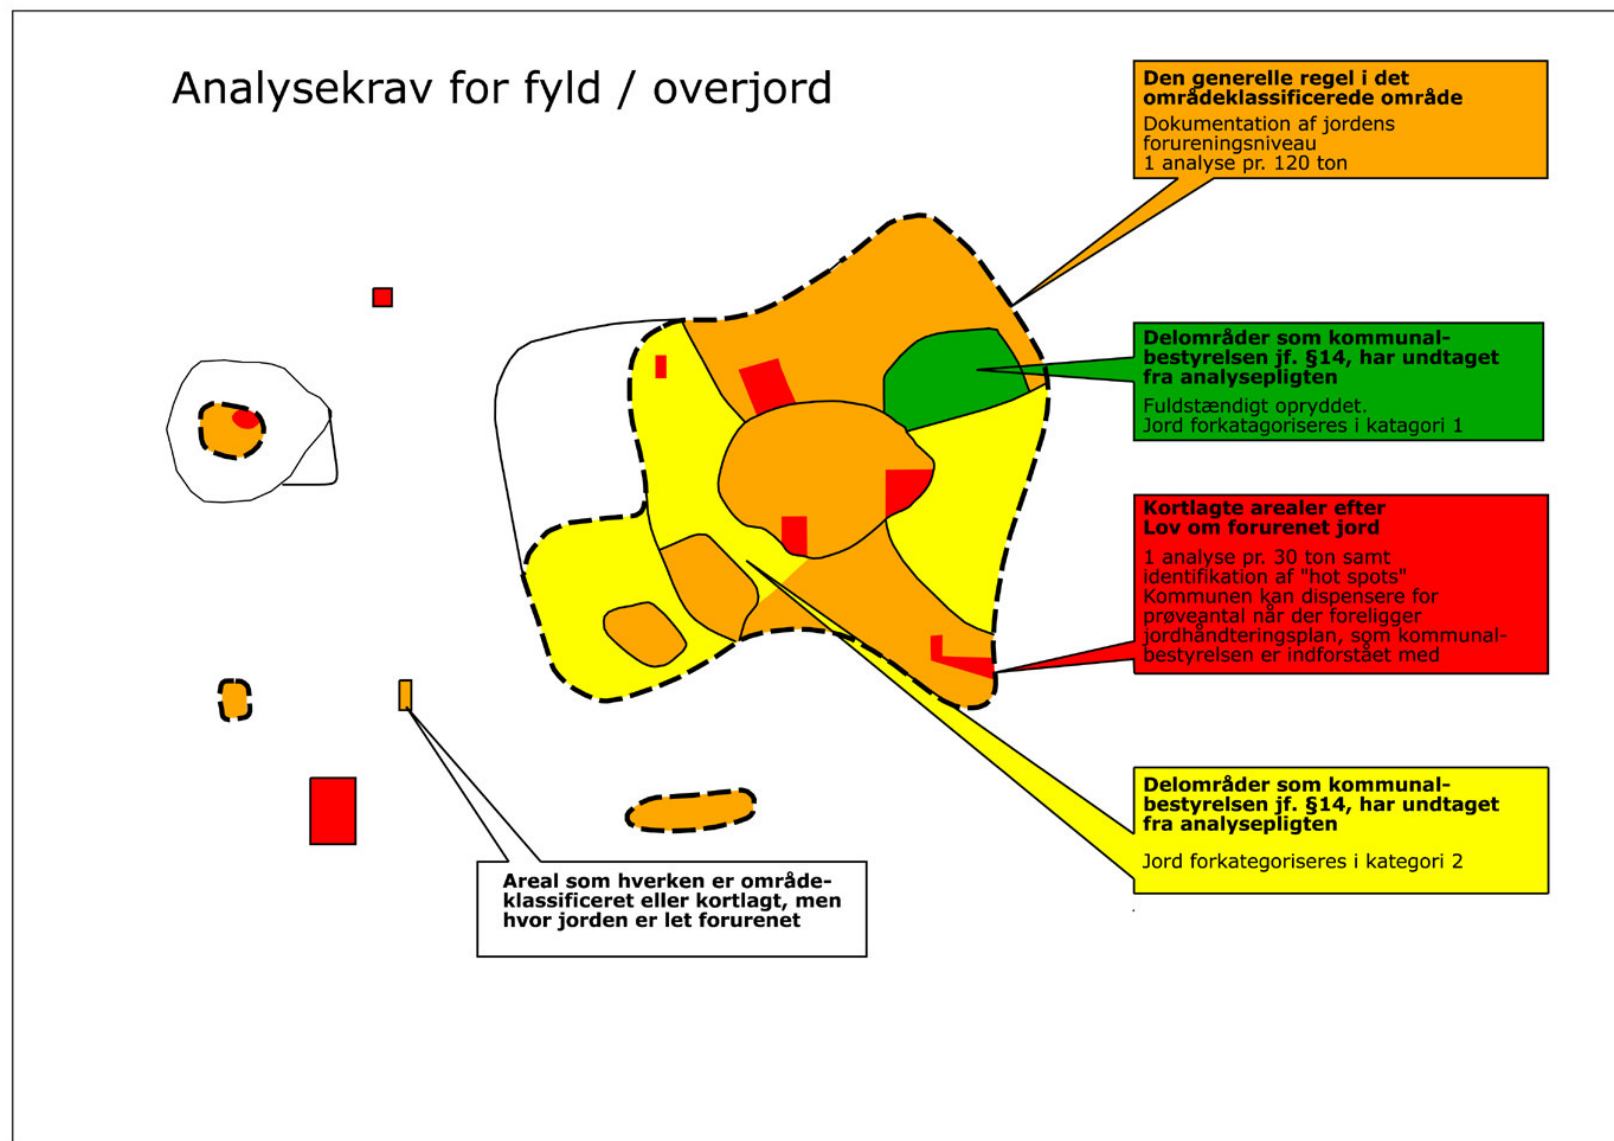 Analysekrav for fyld / overjord
Den generelle regel i det
områdeklassificerede område
Dokumentation af jordens
forureningsniveau
1 analyse pr. 120 ton
Delområder som kommunal-
bestyrelsen jf. §14, har undtaget
fra analysepligten
Fuldstændigt opryddet.
Jord forkatagoriseres i katagori 1
Kortlagte arealer efter
Lov om forurenet jord
1 analyse pr. 30 ton samt
identifikation af "hot spots"
Kommunen kan dispensere for
prøveantal når der foreligger
jordhåndteringsplan, som kommunal-
bestyrelsen er indforstået med
Delområder som kommunal-
bestyrelsen jf. §14, har undtaget
fra analysepligten
Jord forkategoriseres i kategori 2
Areal som hverken er område-
klassificeret eller kortlagt, men
hvor jorden er let forurenet